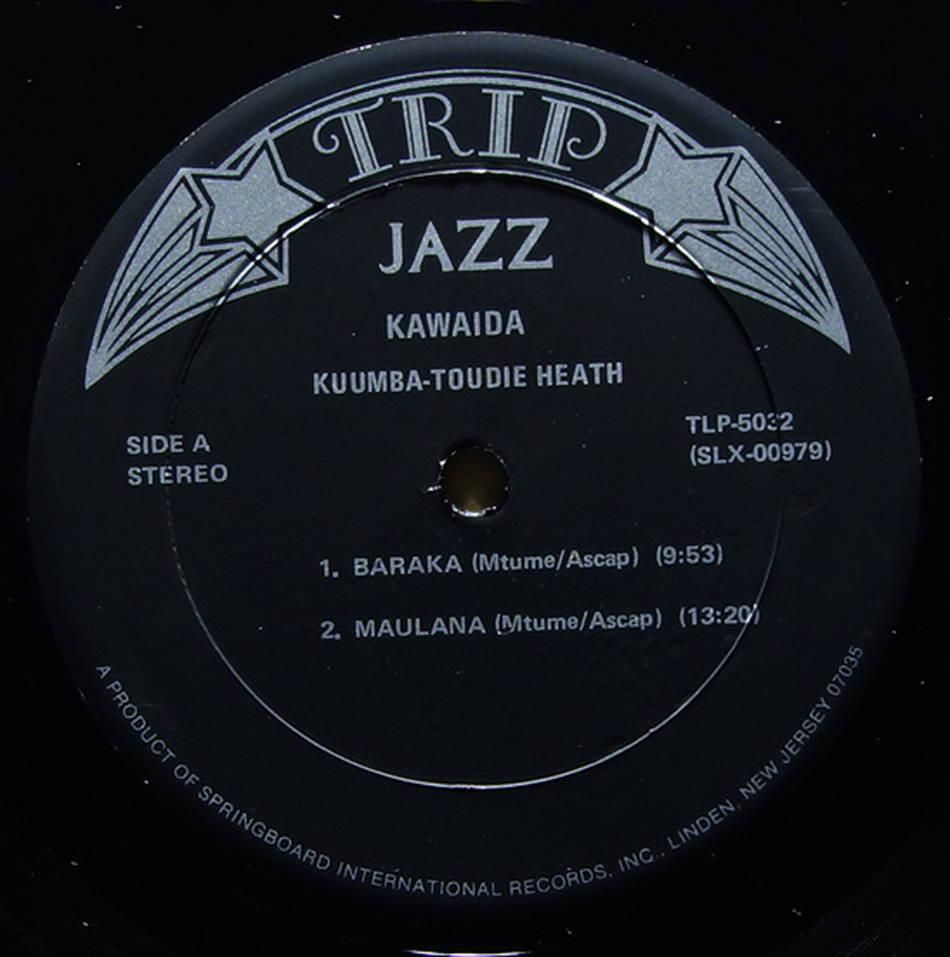 TRIP
JAZZ
KAWAIDA
KUUMBA-TOUDIE HEATH
SIDE A
STEREO
TLP-5032
(SLX-00979)
1. BARAKA (Mtume/Ascap) (9:53)
2. MAULANA (Mtume/Ascap) (13:20)
A PRODUCT OF SPRINGBOARD INTERNATIONAL RECORDS, INC., LINDEN, NEW JERSEY 07035